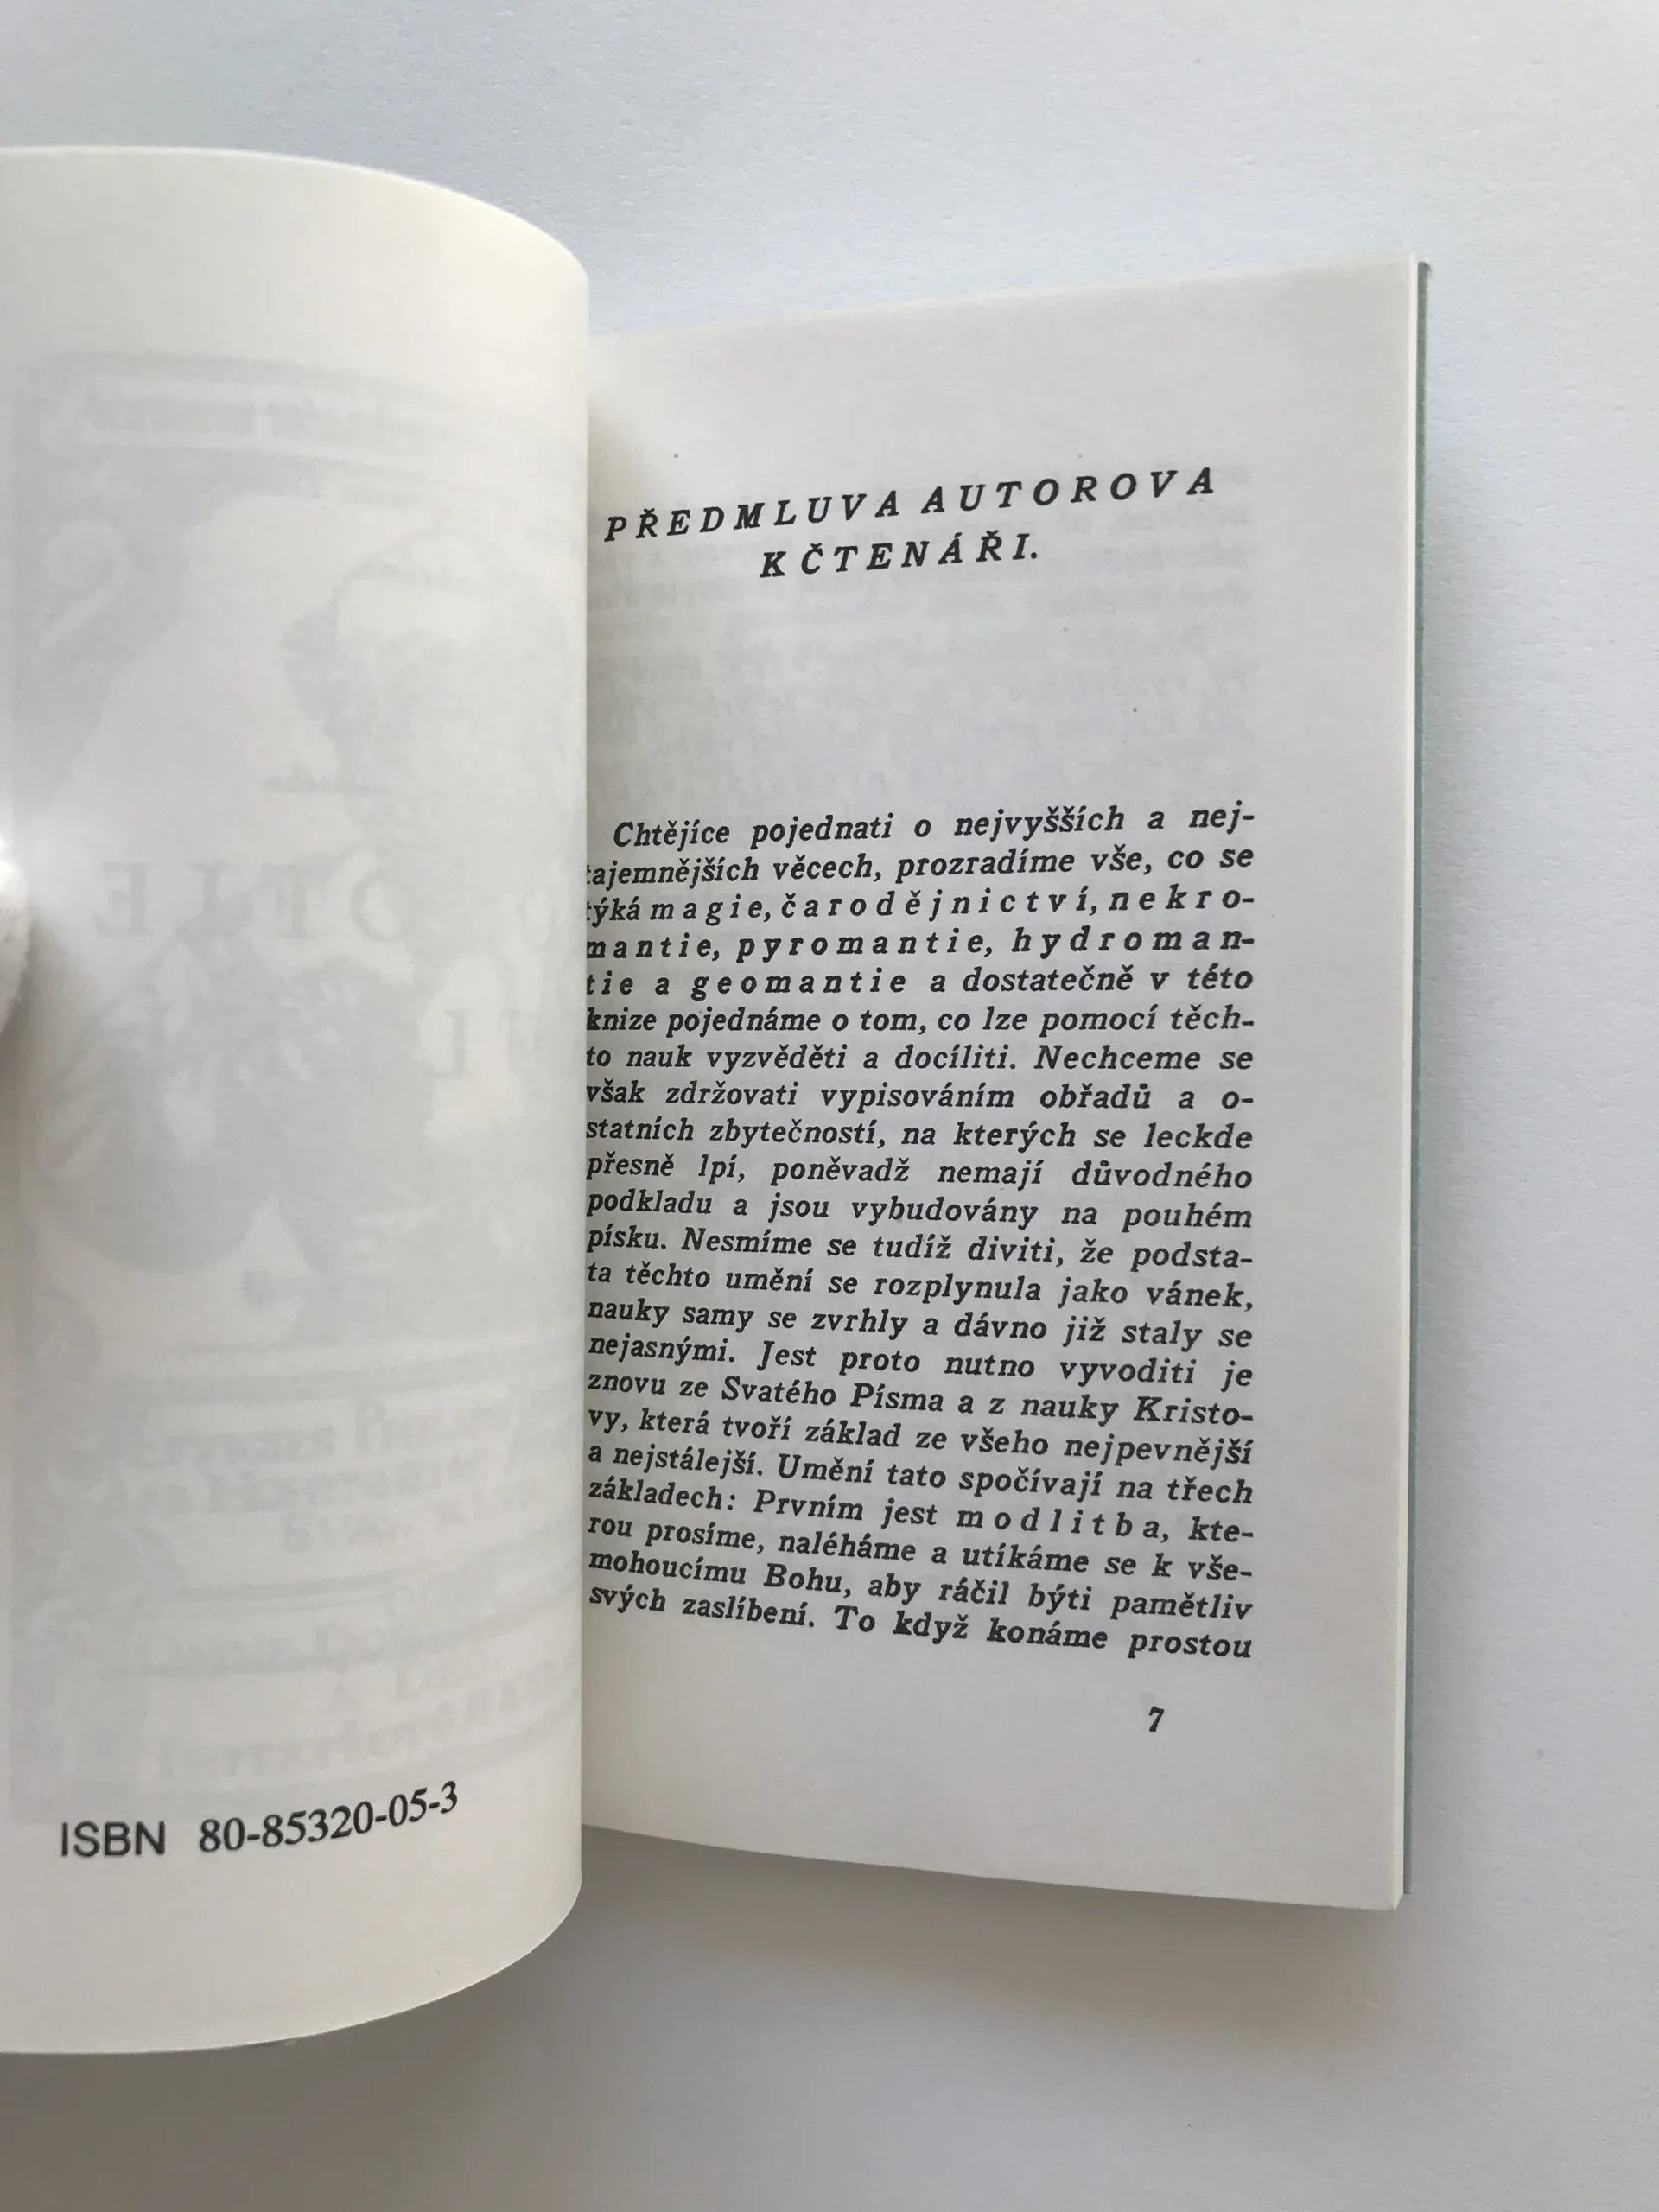 ISBN 80-85320-05-3
PŘEDMLUVA AUTOROVA
K ČTENÁŘI.
Chtějíce pojednati o nejvyšších a nej-
tajemnějších věcech, prozradíme vše, co se
týká magie, čarodějnictví, nekro-
mantie, pyromantie, hydroman-
tie a geomantie a dostatečně v této
knize pojednáme o tom, co lze pomocí těch-
to nauk vyzvěděti a docíliti. Nechceme se
však zdržovati vypisováním obřadů a o-
statních zbytečností, na kterých se leckde
přesně lpí, poněvadž nemají důvodného
podkladu a jsou vybudovány na pouhém
písku. Nesmíme se tudíž diviti, že podsta-
ta těchto umění se rozplynula jako vánek,
nauky samy se zvrhly a dávno již staly se
nejasnými. Jest proto nutno vyvoditi je
znovu ze Svatého Písma a z nauky Kristo-
vy, která tvoří základ ze všeho nejpevnější
a nejstálejší. Umění tato spočívají na třech
základech: Prvním jest modlitba, kte-
rou prosíme, naléháme a utíkáme se k vše-
mohoucímu Bohu, aby ráčil býti pamětliv
svých zaslíbení. To když konáme prostou
7